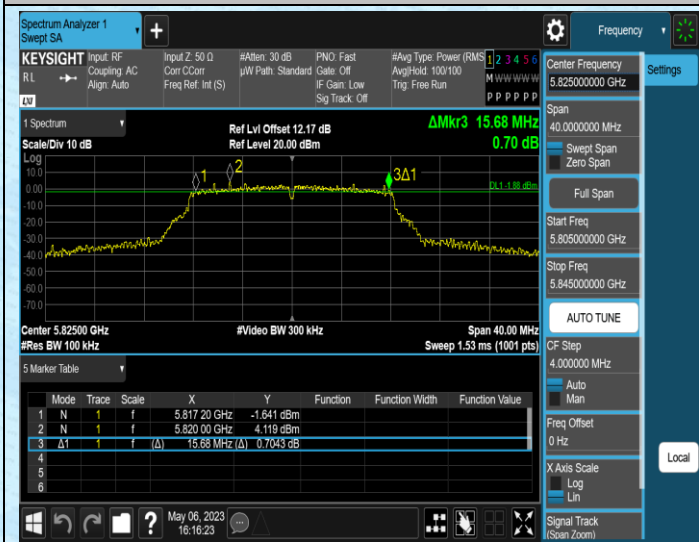 Spectrum Analyzer 1
Swept SA
+
Frequency
KEYSIGHT
RL
LXI
Input: RF
Coupling: AC
Align: Auto
Input Z: 50 Ω
Corr CCorr
Freq Ref: Int (S)
#Atten: 30 dB
µW Path: Standard
PNO: Fast
Gate: Off
IF Gain: Low
Sig Track: Off
#Avg Type: Power (RMS
Avg|Hold: 100/100
Trig: Free Run
1 2 3 4 5 6
M W W W W W
P P P P P P
1 Spectrum
Scale/Div 10 dB
Ref Lvl Offset 12.17 dB
Ref Level 20.00 dBm
ΔMkr3 15.68 MHz
0.70 dB
Log
10.0
0.00
-10.0
-20.0
-30.0
-40.0
-50.0
-60.0
-70.0
1
2
3Δ1
DL1 -1.88 dBm
Center 5.82500 GHz
#Res BW 100 kHz
#Video BW 300 kHz
Span 40.00 MHz
Sweep 1.53 ms (1001 pts)
5 Marker Table
Mode Trace Scale X Y Function Function Width Function Value
1 N 1 f 5.817 20 GHz -1.641 dBm
2 N 1 f 5.820 00 GHz 4.119 dBm
3 Δ1 1 f (Δ) 15.68 MHz (Δ) 0.7043 dB
4
5
6
?
May 06, 2023
16:16:23
Center Frequency
5.825000000 GHz
Span
40.0000000 MHz
Swept Span
Zero Span
Full Span
Start Freq
5.805000000 GHz
Stop Freq
5.845000000 GHz
AUTO TUNE
CF Step
4.000000 MHz
Auto
Man
Freq Offset
0 Hz
X Axis Scale
Log
Lin
Signal Track
(Span Zoom)
Settings
Local